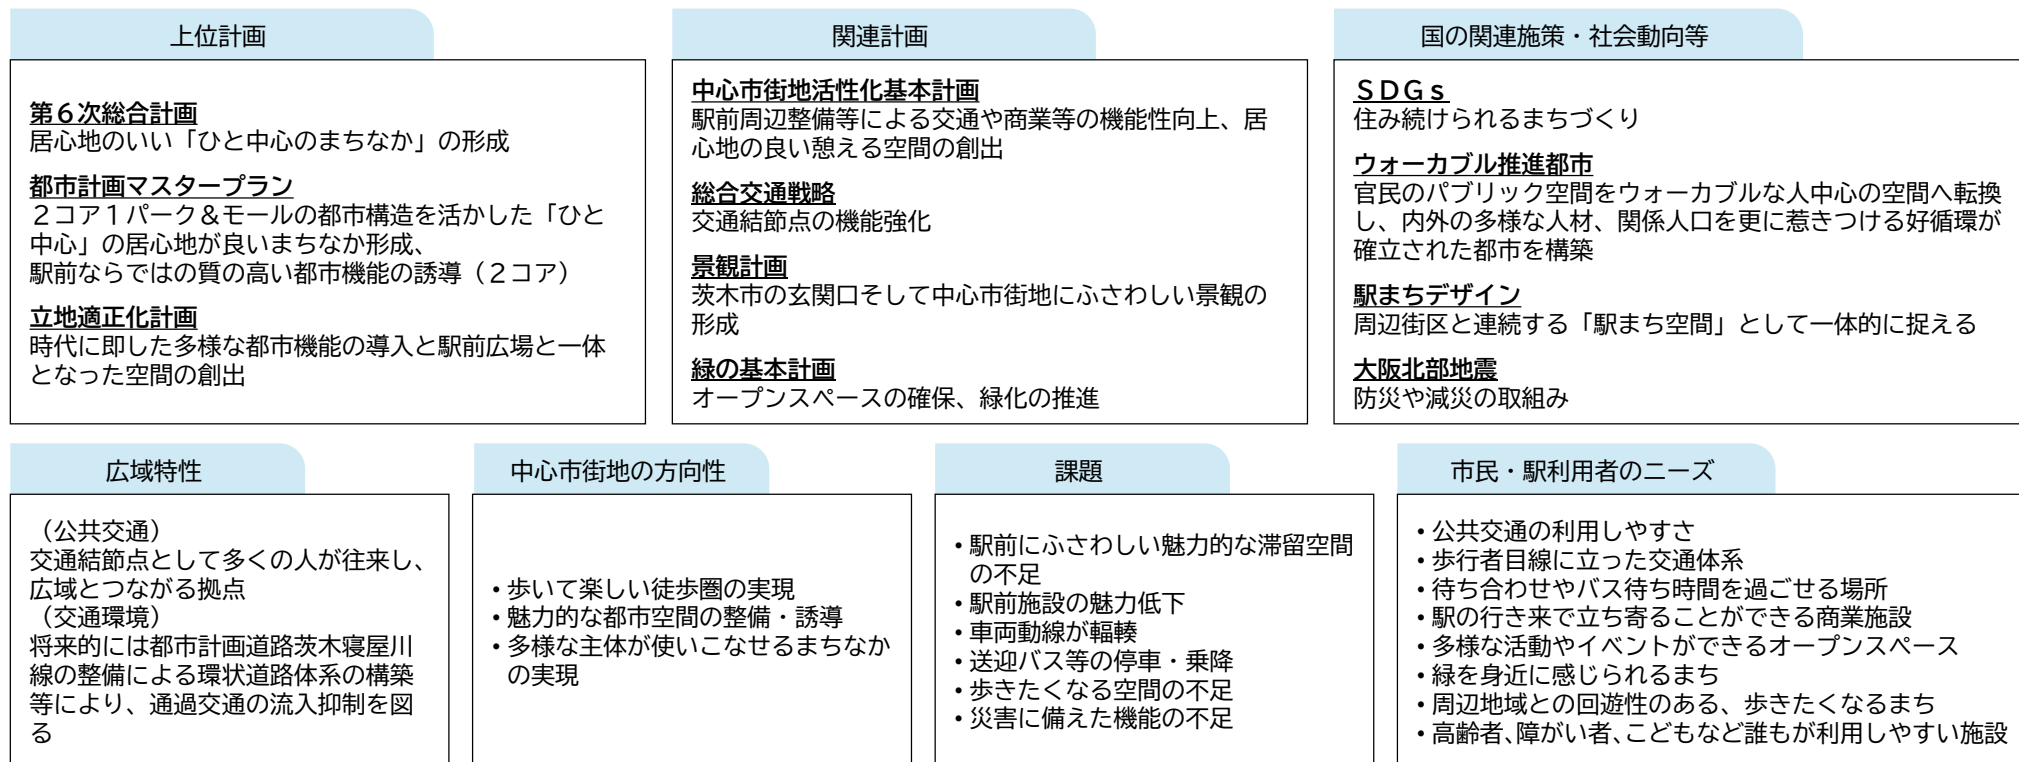 上位計画
第６次総合計画
居心地のいい「ひと中心のまちなか」の形成
都市計画マスタープラン
２コア１パーク＆モールの都市構造を活かした「ひと
中心」の居心地が良いまちなか形成、
駅前ならではの質の高い都市機能の誘導（２コア）
立地適正化計画
時代に即した多様な都市機能の導入と駅前広場と一体
となった空間の創出
関連計画
中心市街地活性化基本計画
駅前周辺整備等による交通や商業等の機能性向上、居
心地の良い憩える空間の創出
総合交通戦略
交通結節点の機能強化
景観計画
茨木市の玄関口そして中心市街地にふさわしい景観の
形成
緑の基本計画
オープンスペースの確保、緑化の推進
国の関連施策・社会動向等
ＳＤＧｓ
住み続けられるまちづくり
ウォーカブル推進都市
官民のパブリック空間をウォーカブルな人中心の空間へ転換
し、内外の多様な人材、関係人口を更に惹きつける好循環が
確立された都市を構築
駅まちデザイン
周辺街区と連続する「駅まち空間」として一体的に捉える
大阪北部地震
防災や減災の取組み
広域特性
（公共交通）
交通結節点として多くの人が往来し、
広域とつながる拠点
（交通環境）
将来的には都市計画道路茨木寝屋川
線の整備による環状道路体系の構築
等により、通過交通の流入抑制を図
る
中心市街地の方向性
• 歩いて楽しい徒歩圏の実現
• 魅力的な都市空間の整備・誘導
• 多様な主体が使いこなせるまちなか
の実現
課題
• 駅前にふさわしい魅力的な滞留空間
の不足
• 駅前施設の魅力低下
• 車両動線が輻輳
• 送迎バス等の停車・乗降
• 歩きたくなる空間の不足
• 災害に備えた機能の不足
市民・駅利用者のニーズ
• 公共交通の利用しやすさ
• 歩行者目線に立った交通体系
• 待ち合わせやバス待ち時間を過ごせる場所
• 駅の行き来で立ち寄ることができる商業施設
• 多様な活動やイベントができるオープンスペース
• 緑を身近に感じられるまち
• 周辺地域との回遊性のある、歩きたくなるまち
• 高齢者、障がい者、こどもなど誰もが利用しやすい施設